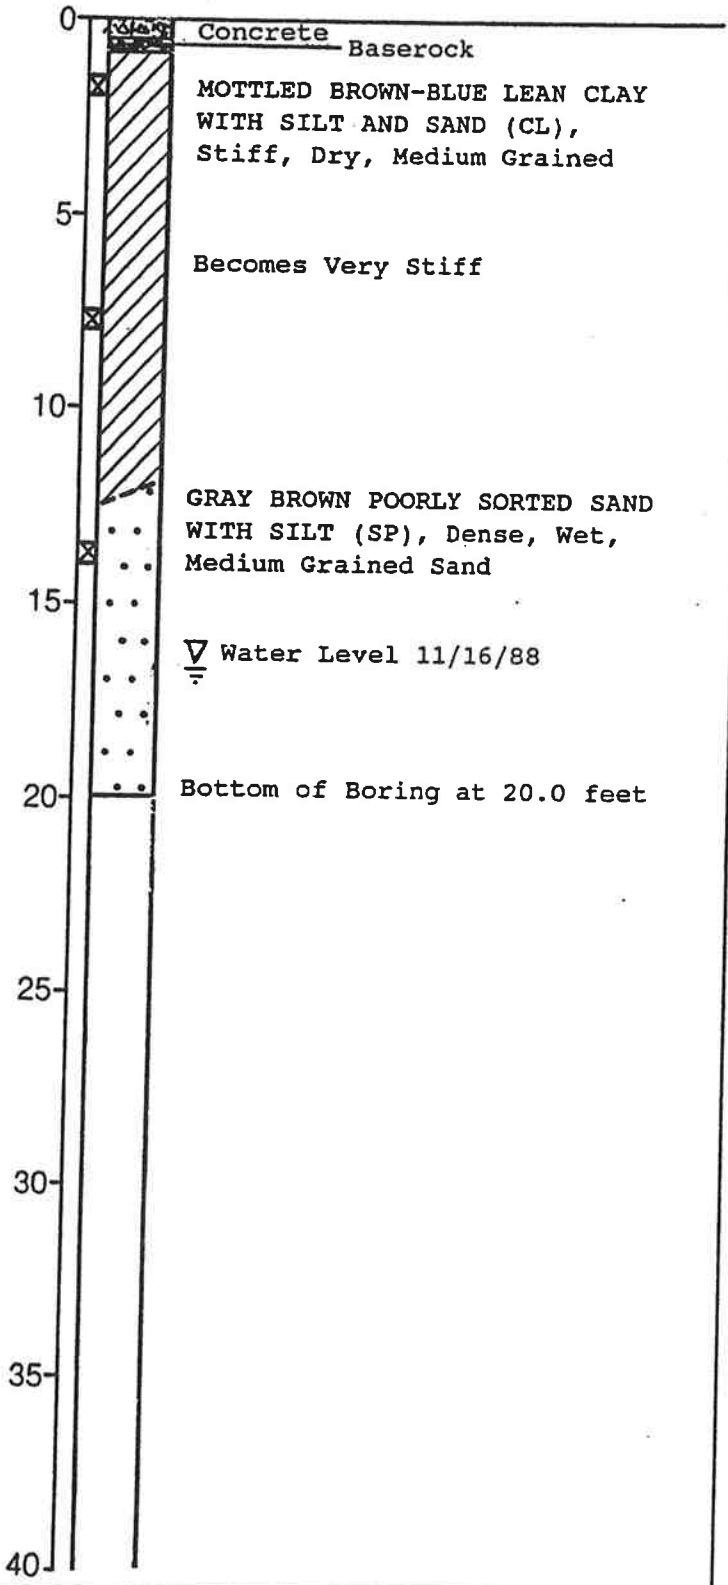 0
Concrete
Baserock
MOTTLED BROWN-BLUE LEAN CLAY
WITH SILT AND SAND (CL),
Stiff, Dry, Medium Grained
5
Becomes Very Stiff
10
GRAY BROWN POORLY SORTED SAND
WITH SILT (SP), Dense, Wet,
Medium Grained Sand
15
Water Level 11/16/88
20
Bottom of Boring at 20.0 feet
25
30
35
40